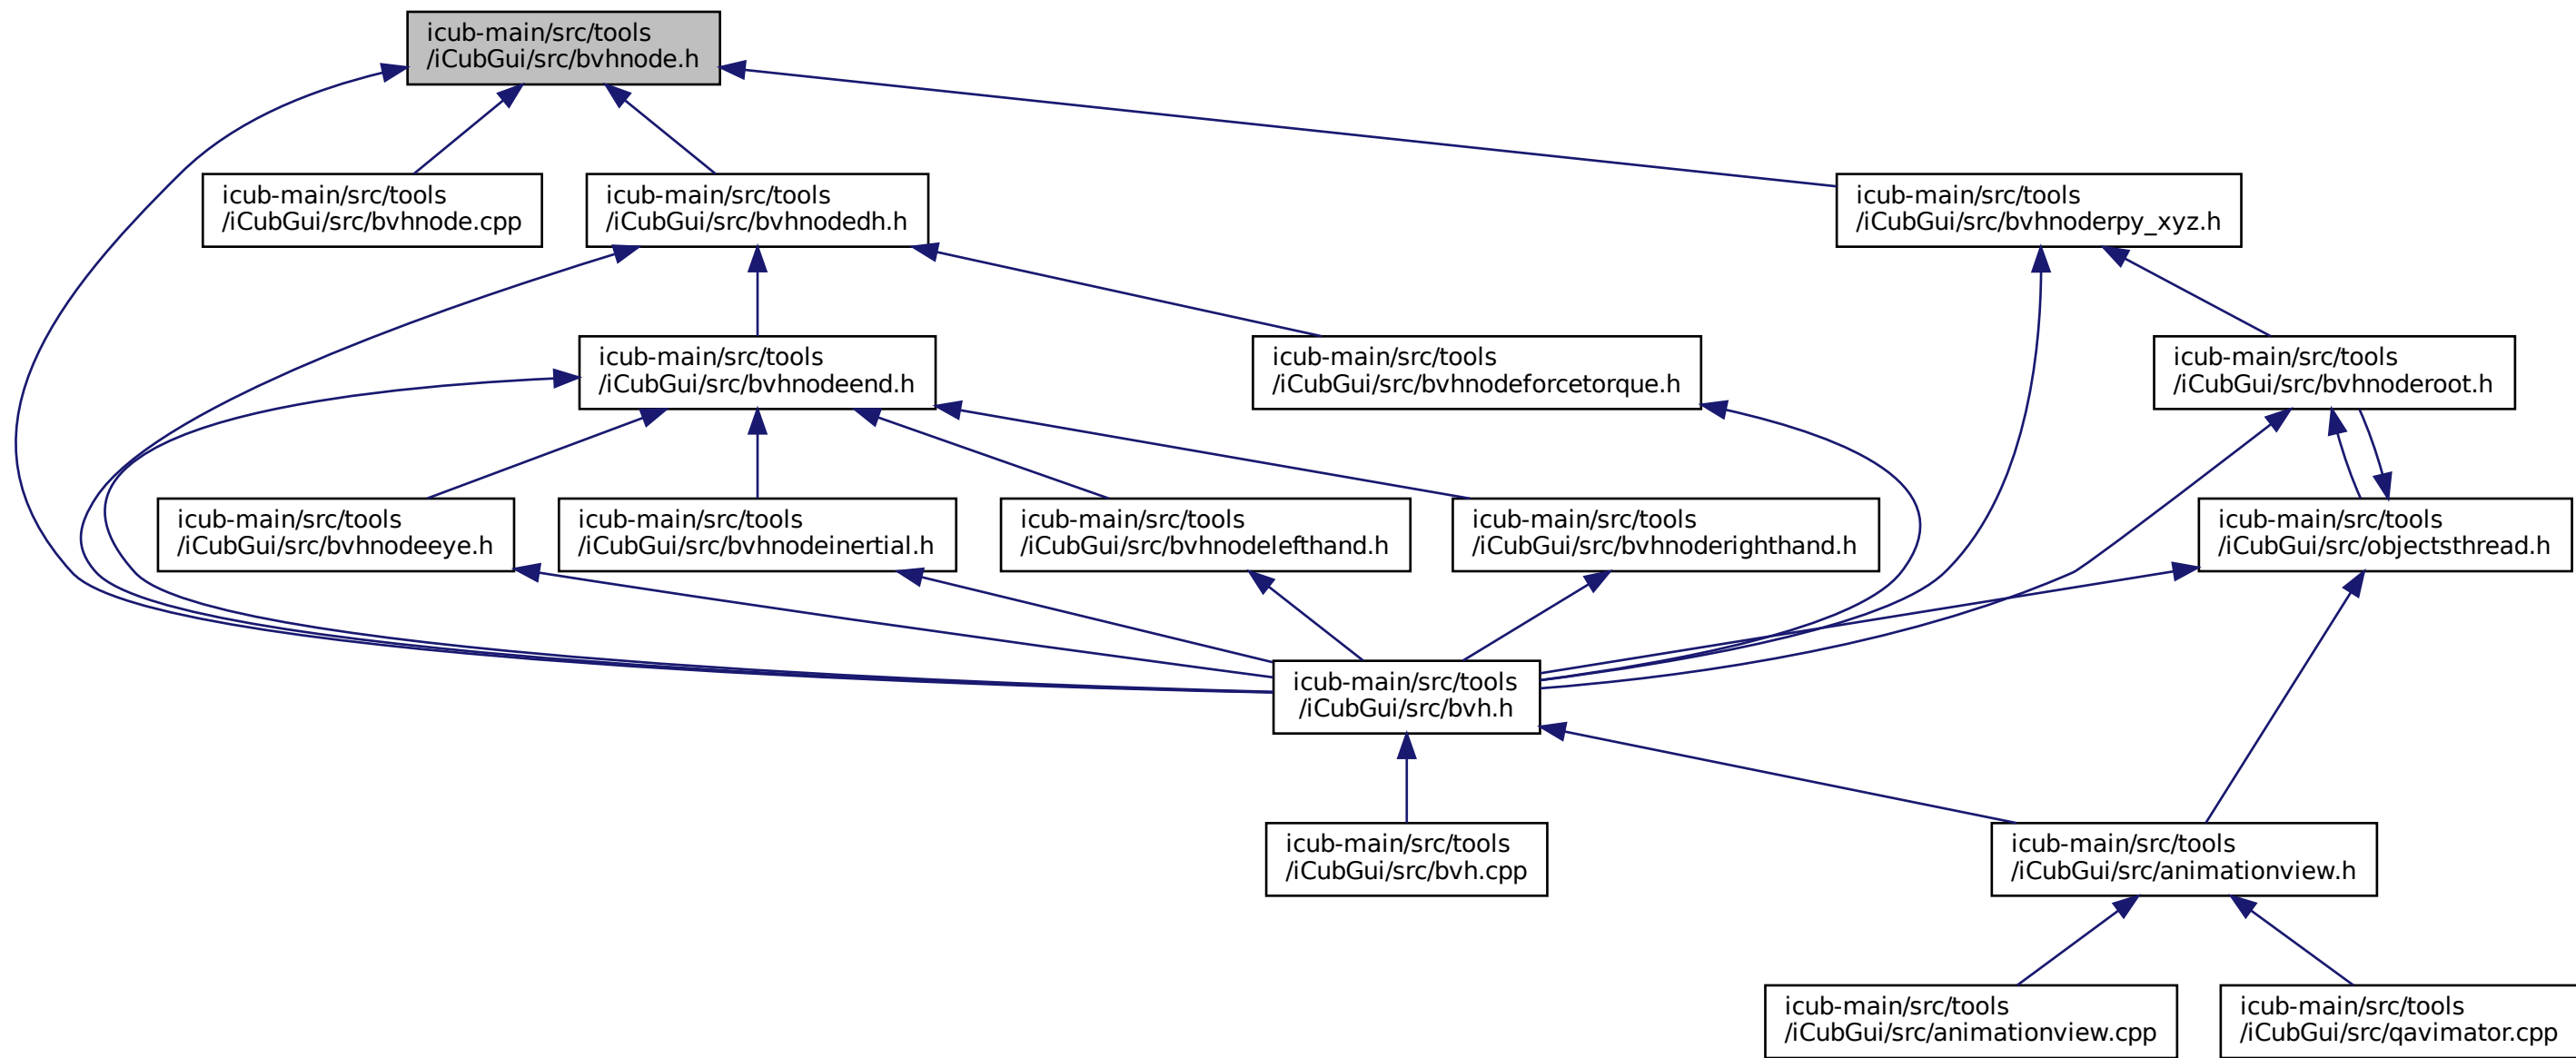 icub-main/src/tools
/iCubGui/src/bvhnode.h
icub-main/src/tools
/iCubGui/src/bvhnode.cpp
icub-main/src/tools
/iCubGui/src/bvhnodedh.h
icub-main/src/tools
/iCubGui/src/bvhnoderpy_xyz.h
icub-main/src/tools
/iCubGui/src/bvhnodeend.h
icub-main/src/tools
/iCubGui/src/bvhnodeforcetorque.h
icub-main/src/tools
/iCubGui/src/bvhnoderoot.h
icub-main/src/tools
/iCubGui/src/bvhnodeeye.h
icub-main/src/tools
/iCubGui/src/bvhnodeinertial.h
icub-main/src/tools
/iCubGui/src/bvhnodelefthand.h
icub-main/src/tools
/iCubGui/src/bvhnoderighthand.h
icub-main/src/tools
/iCubGui/src/objectsthread.h
icub-main/src/tools
/iCubGui/src/bvh.h
icub-main/src/tools
/iCubGui/src/bvh.cpp
icub-main/src/tools
/iCubGui/src/animationview.h
icub-main/src/tools
/iCubGui/src/animationview.cpp
icub-main/src/tools
/iCubGui/src/qavimator.cpp